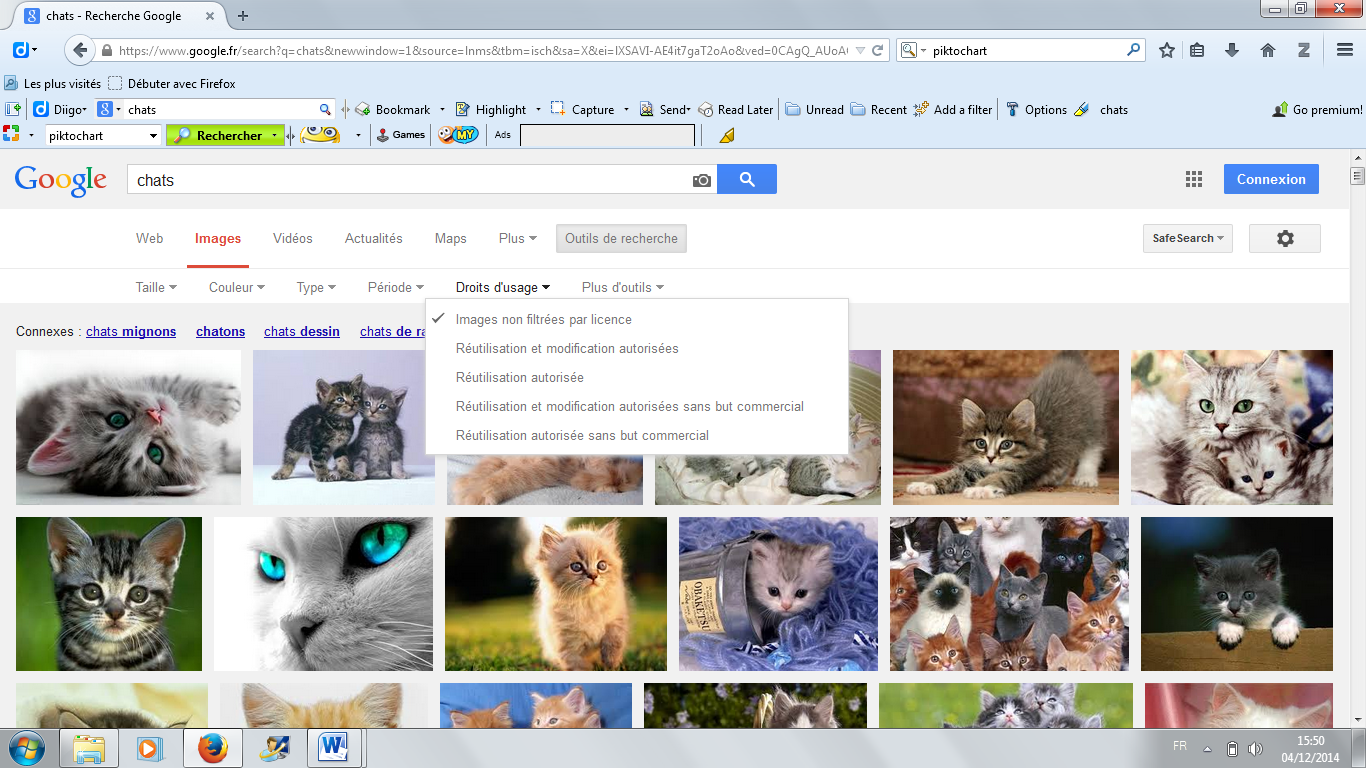 chats - Recherche Google
https://www.google.fr/search?q=chats&newwindow=1&source=lnms&tbm=isch&sa=X&ei=IXSAVI-AE4it7gaT2oAo&ved=0CAgQ_AUoA
piktochart
Les plus visités Débuter avec Firefox
Diigo chats Bookmark Highlight Capture Send Read Later Unread Recent Add a filter Options chats Go premium!
piktochart Rechercher Games MY Ads
Google chats Connexion
Web Images Vidéos Actualités Maps Plus Outils de recherche SafeSearch
Taille Couleur Type Période Droits d'usage Plus d'outils
Images non filtrées par licence
Réutilisation et modification autorisées
Réutilisation autorisée
Réutilisation et modification autorisées sans but commercial
Réutilisation autorisée sans but commercial
Connexes : chats mignons chatons chats dessin chats de ra
OBAKETSU
FR 15:50
04/12/2014